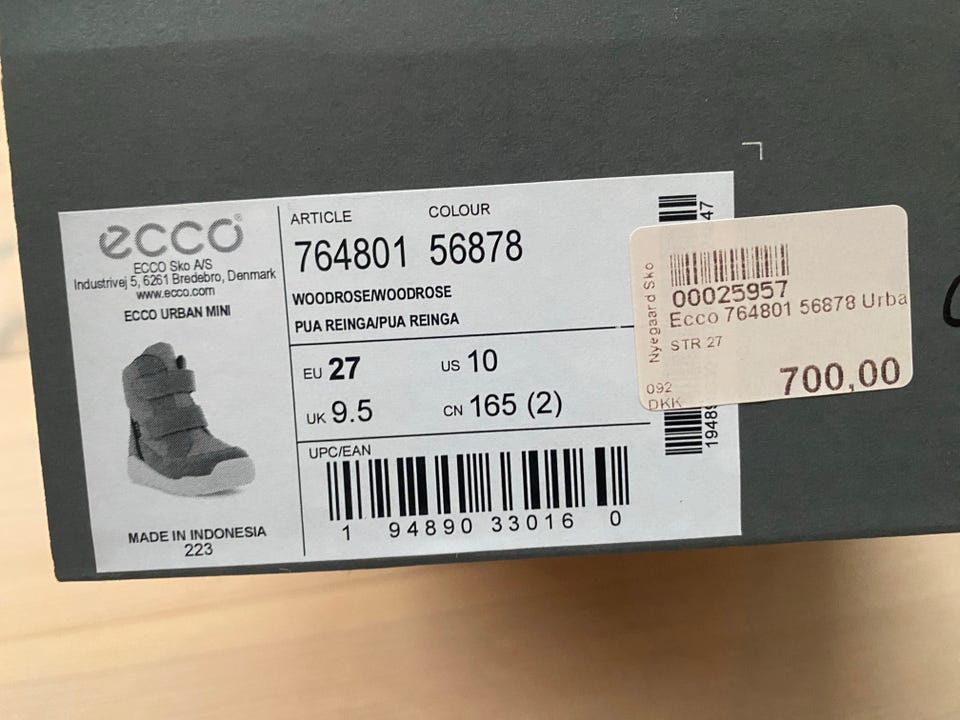 ecco®
ECCO Sko A/S
Industrivej 5, 6261 Bredebro, Denmark
www.ecco.com
ECCO URBAN MINI
MADE IN INDONESIA
223
ARTICLE COLOUR
764801 56878
WOODROSE/WOODROSE
PUA REINGA/PUA REINGA
EU 27 US 10
UK 9.5 CN 165 (2)
UPC/EAN
1 94890 33016 0
47
Nyegaard Sko
00025957
Ecco 764801 56878 Urba
STR 27
092
DKK
700,00